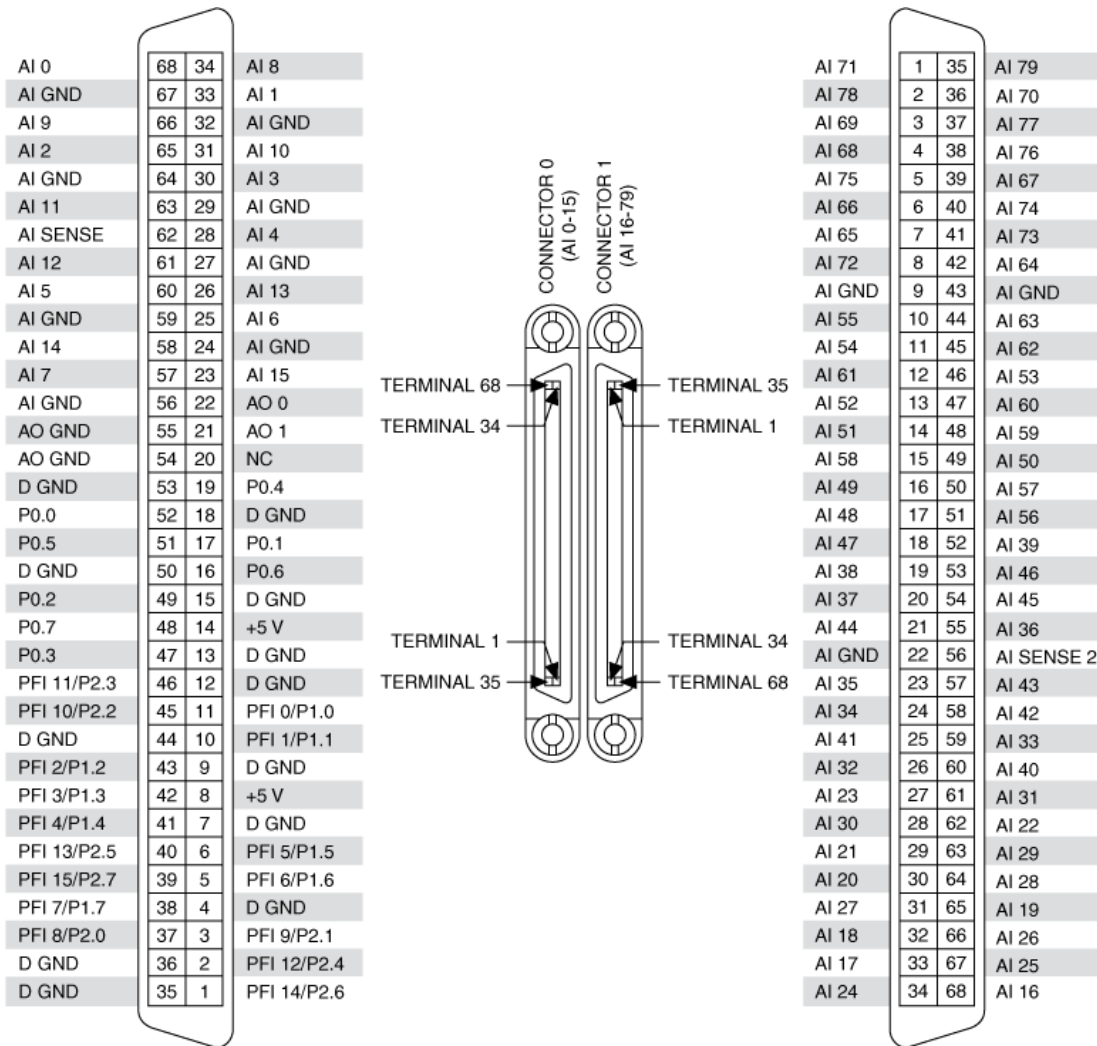 AI 0 68 34 AI 8
AI GND 67 33 AI 1
AI 9 66 32 AI GND
AI 2 65 31 AI 10
AI GND 64 30 AI 3
AI 11 63 29 AI GND
AI SENSE 62 28 AI 4
AI 12 61 27 AI GND
AI 5 60 26 AI 13
AI GND 59 25 AI 6
AI 14 58 24 AI GND
AI 7 57 23 AI 15
AI GND 56 22 AO 0
AO GND 55 21 AO 1
AO GND 54 20 NC
D GND 53 19 P0.4
P0.0 52 18 D GND
P0.5 51 17 P0.1
D GND 50 16 P0.6
P0.2 49 15 D GND
P0.7 48 14 +5 V
P0.3 47 13 D GND
PFI 11/P2.3 46 12 D GND
PFI 10/P2.2 45 11 PFI 0/P1.0
D GND 44 10 PFI 1/P1.1
PFI 2/P1.2 43 9 D GND
PFI 3/P1.3 42 8 +5 V
PFI 4/P1.4 41 7 D GND
PFI 13/P2.5 40 6 PFI 5/P1.5
PFI 15/P2.7 39 5 PFI 6/P1.6
PFI 7/P1.7 38 4 D GND
PFI 8/P2.0 37 3 PFI 9/P2.1
D GND 36 2 PFI 12/P2.4
D GND 35 1 PFI 14/P2.6
CONNECTOR 0
(AI 0-15)
CONNECTOR 1
(AI 16-79)
TERMINAL 68
TERMINAL 34
TERMINAL 35
TERMINAL 1
TERMINAL 1
TERMINAL 35
TERMINAL 34
TERMINAL 68
AI 71 1 35 AI 79
AI 78 2 36 AI 70
AI 69 3 37 AI 77
AI 68 4 38 AI 76
AI 75 5 39 AI 67
AI 66 6 40 AI 74
AI 65 7 41 AI 73
AI 72 8 42 AI 64
AI GND 9 43 AI GND
AI 55 10 44 AI 63
AI 54 11 45 AI 62
AI 61 12 46 AI 53
AI 52 13 47 AI 60
AI 51 14 48 AI 59
AI 58 15 49 AI 50
AI 49 16 50 AI 57
AI 48 17 51 AI 56
AI 47 18 52 AI 39
AI 38 19 53 AI 46
AI 37 20 54 AI 45
AI 44 21 55 AI 36
AI GND 22 56 AI SENSE 2
AI 35 23 57 AI 43
AI 34 24 58 AI 42
AI 41 25 59 AI 33
AI 32 26 60 AI 40
AI 23 27 61 AI 31
AI 30 28 62 AI 22
AI 21 29 63 AI 29
AI 20 30 64 AI 28
AI 27 31 65 AI 19
AI 18 32 66 AI 26
AI 17 33 67 AI 25
AI 24 34 68 AI 16